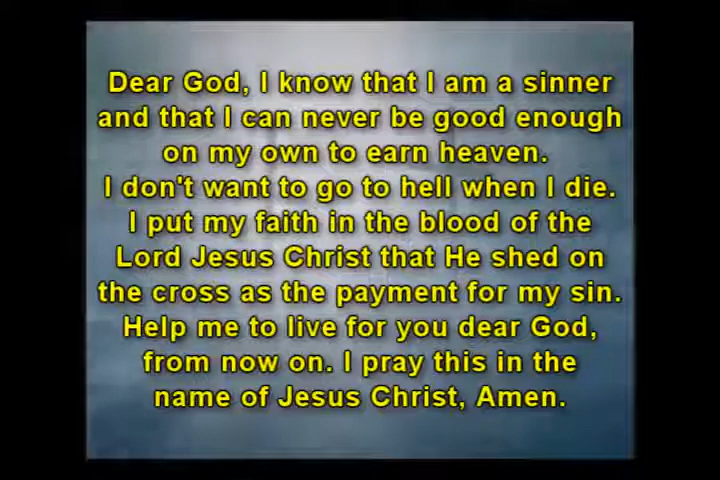 Dear God, I know that I am a sinner
and that I can never be good enough
on my own to earn heaven.
I don't want to go to hell when I die.
I put my faith in the blood of the
Lord Jesus Christ that He shed on
the cross as the payment for my sin.
Help me to live for you dear God,
from now on. I pray this in the
name of Jesus Christ, Amen.